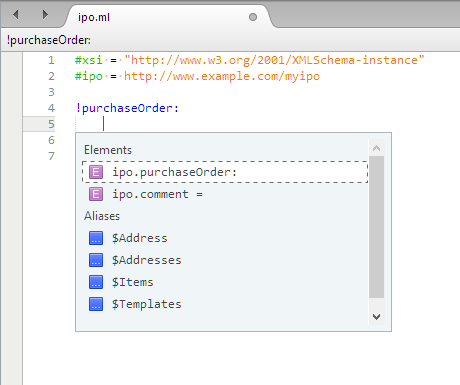 ipo.ml
!purchaseOrder:
1 #xsi = "http://www.w3.org/2001/XMLSchema-instance"
2 #ipo = http://www.example.com/myipo
3
4 !purchaseOrder:
5
6
7
Elements
E ipo.purchaseOrder:
E ipo.comment =
Aliases
... $Address
... $Addresses
... $Items
... $Templates